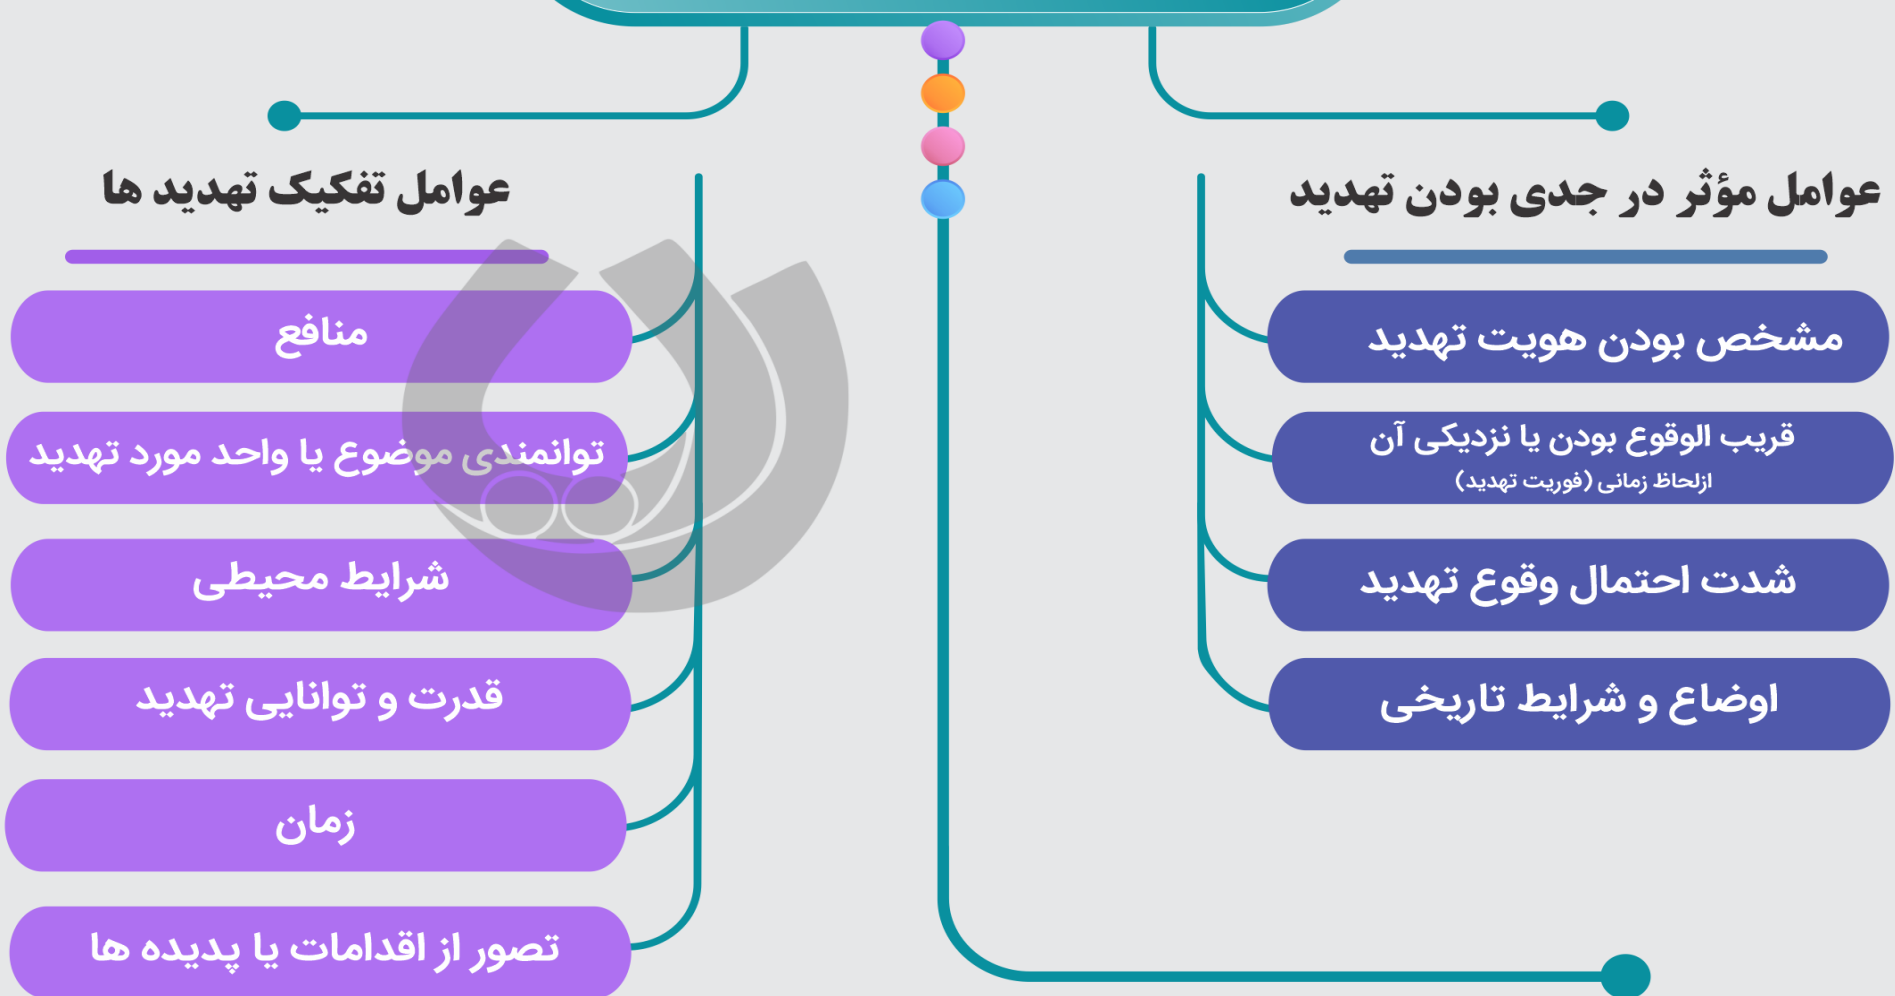 عوامل مؤثر در جدی بودن تهدید
مشخص بودن هویت تهدید
قریب الوقوع بودن یا نزدیکی آن
ازلحاظ زمانی (فوریت تهدید)
شدت احتمال وقوع تهدید
اوضاع و شرایط تاریخی
عوامل تفکیک تهدید ها
منافع
توانمندی موضوع یا واحد مورد تهدید
شرایط محیطی
قدرت و توانایی تهدید
زمان
تصور از اقدامات یا پدیده ها